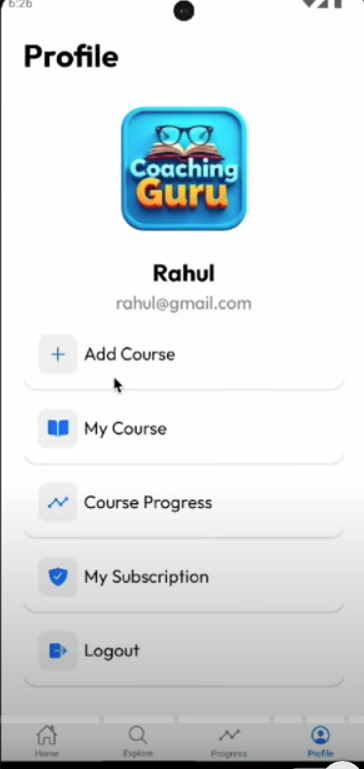 6:26
Profile
Coaching
Guru
Rahul
rahul@gmail.com
Add Course
My Course
Course Progress
My Subscription
Logout
Home
Explore
Progress
Profile